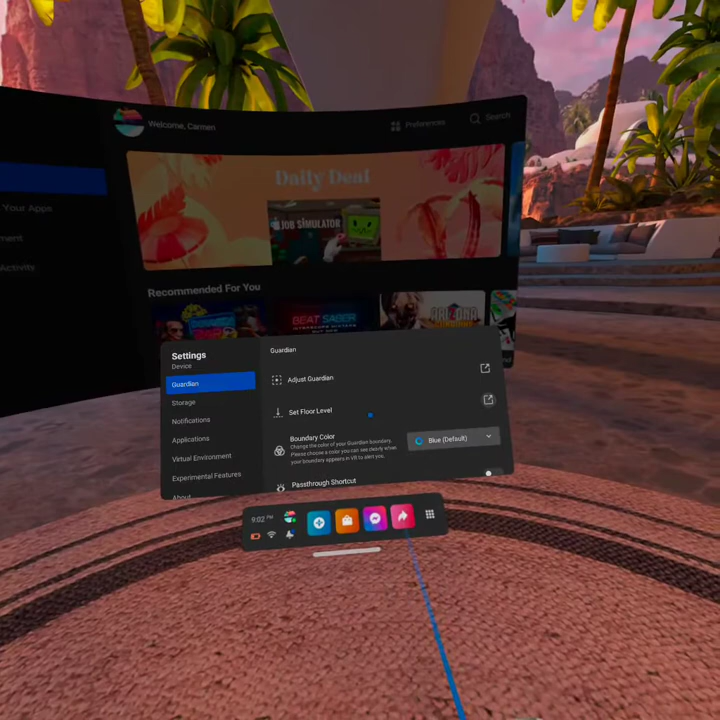 Welcome, Carmen
Preferences
Search
Daily Deal
JOB SIMULATOR
Your Apps
Activity
Recommended For You
BEAT SABER
ARIZONA
Settings
Device
Guardian
Storage
Notifications
Applications
Virtual Environment
Experimental Features
About
Guardian
Adjust Guardian
Set Floor Level
Boundary Color
Change the color of your Guardian boundary.
Please choose a color you can see clearly when
your boundary appears in VR to alert you.
Blue (Default)
Passthrough Shortcut
9:02 PM